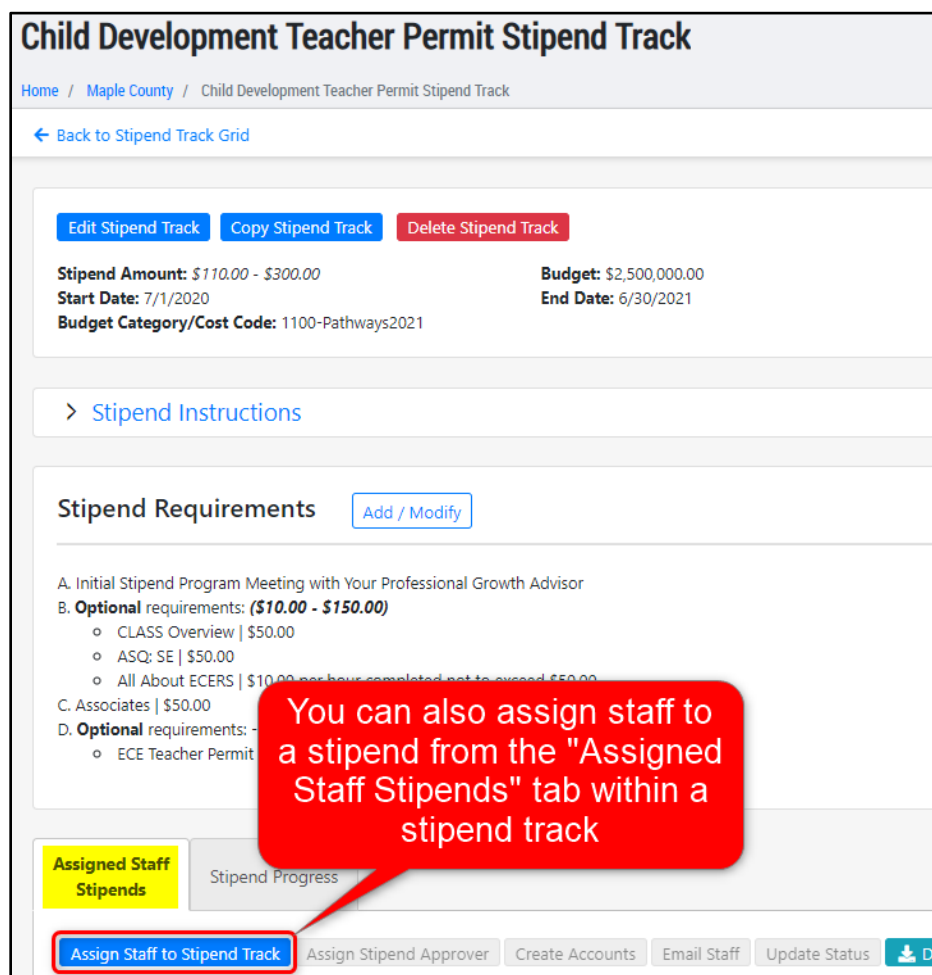 Child Development Teacher Permit Stipend Track
Home / Maple County / Child Development Teacher Permit Stipend Track
← Back to Stipend Track Grid
Edit Stipend Track Copy Stipend Track Delete Stipend Track
Stipend Amount: $110.00 - $300.00 Budget: $2,500,000.00
Start Date: 7/1/2020 End Date: 6/30/2021
Budget Category/Cost Code: 1100-Pathways2021
> Stipend Instructions
Stipend Requirements Add / Modify
A. Initial Stipend Program Meeting with Your Professional Growth Advisor
B. Optional requirements: ($10.00 - $150.00)
○ CLASS Overview | $50.00
○ ASQ: SE | $50.00
○ All About ECERS | $10.00 per hour completed not to exceed $50.00
C. Associates | $50.00
D. Optional requirements: -
○ ECE Teacher Permit
You can also assign staff to
a stipend from the "Assigned
Staff Stipends" tab within a
stipend track
Assigned Staff
Stipends
Stipend Progress
Assign Staff to Stipend Track Assign Stipend Approver Create Accounts Email Staff Update Status D